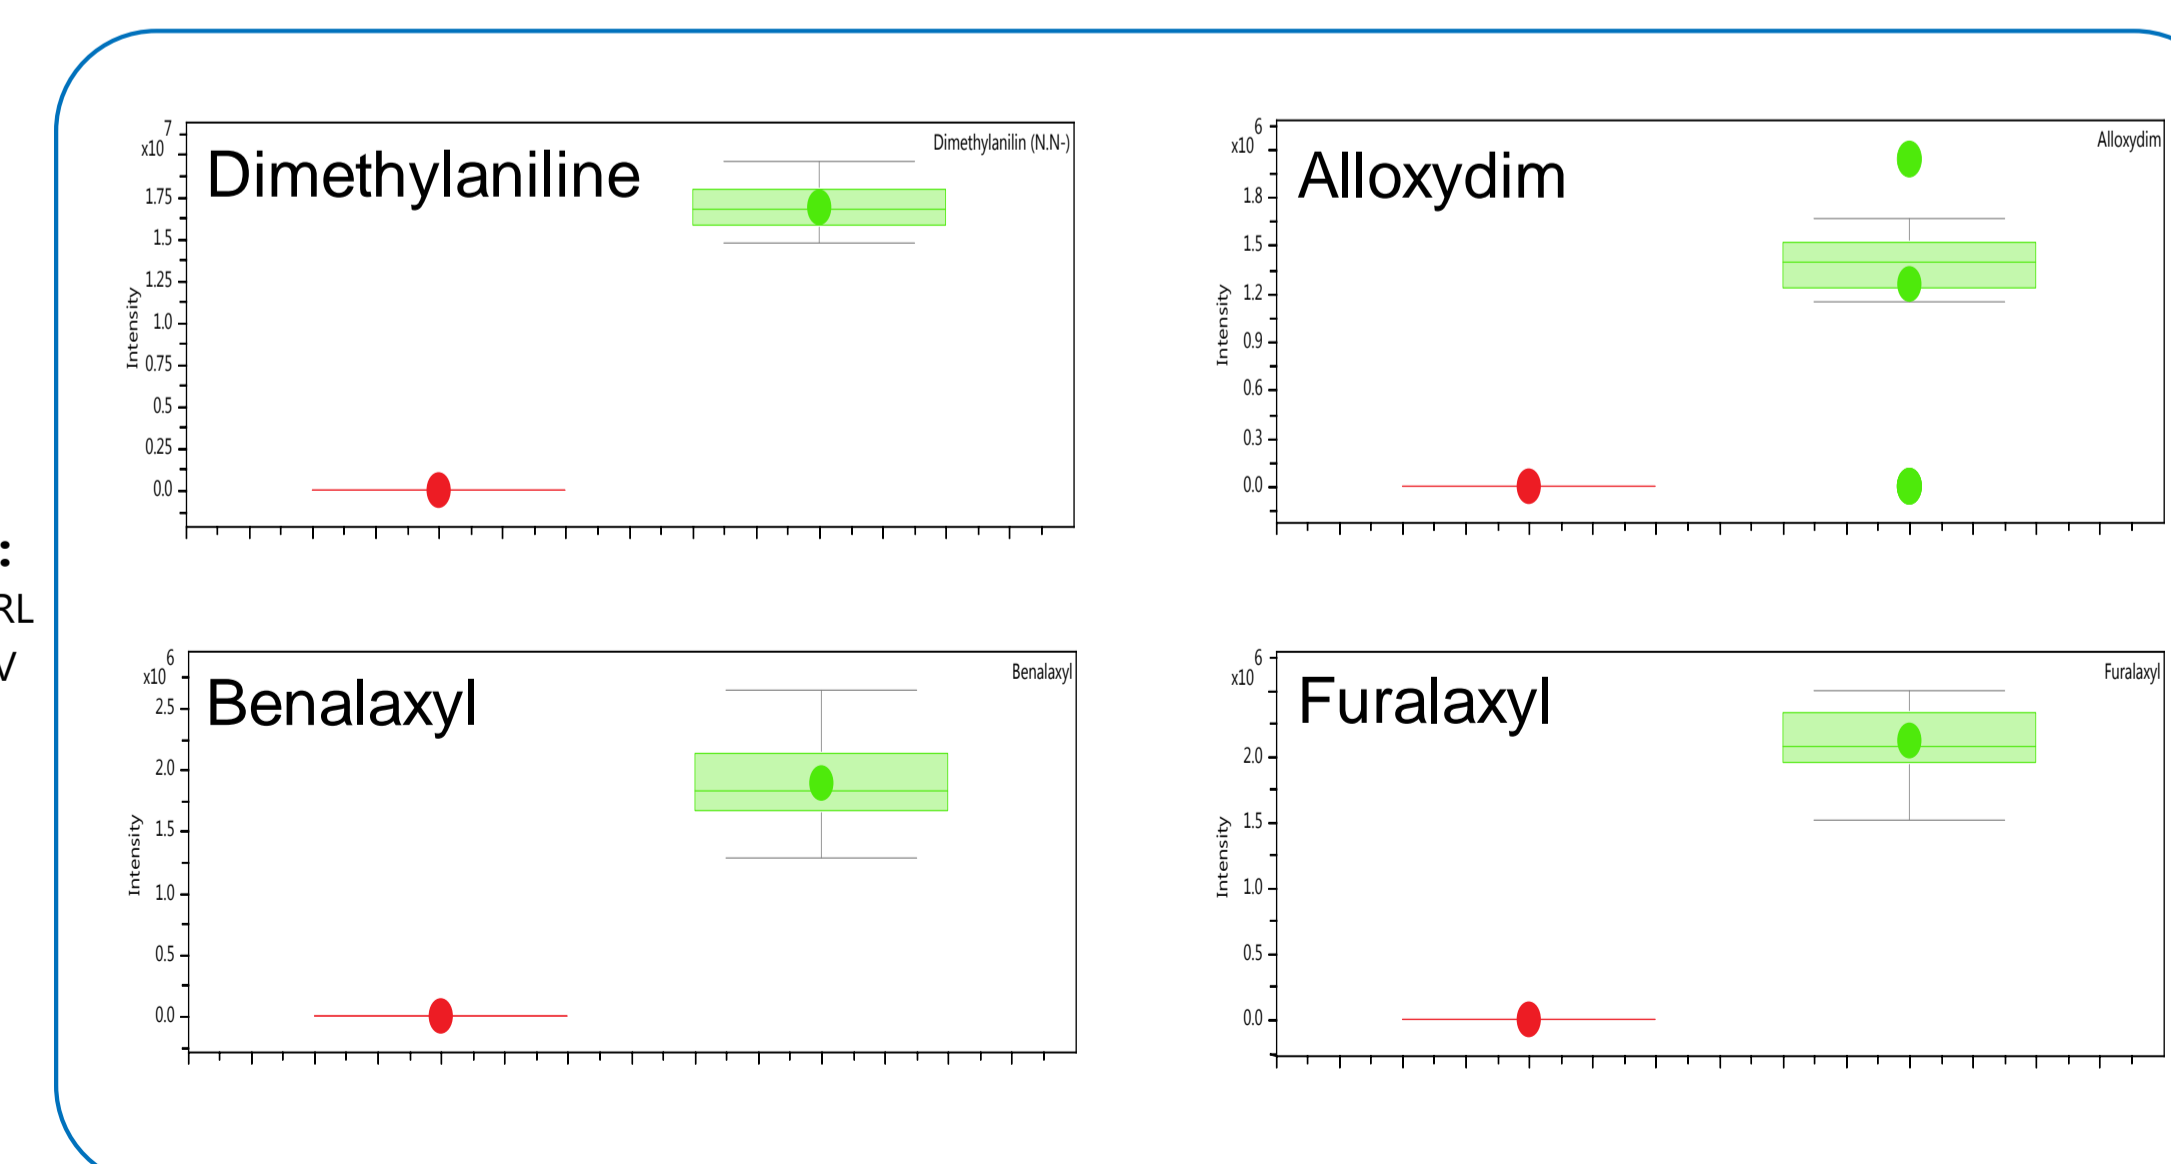 Dimethylaniline
Dimethylanilin (N.N-)
x10 7
1.75
1.5
1.25
1.0
0.75
0.5
0.25
0.0
Intensity
Alloxydim
Alloxydim
x10 6
1.8
1.5
1.2
0.9
0.6
0.3
0.0
Intensity
:
RL
V
Benalaxyl
Benalaxyl
x10 6
2.5
2.0
1.5
1.0
0.5
0.0
Intensity
Furalaxyl
Furalaxyl
x10 6
2.0
1.5
1.0
0.5
0.0
Intensity